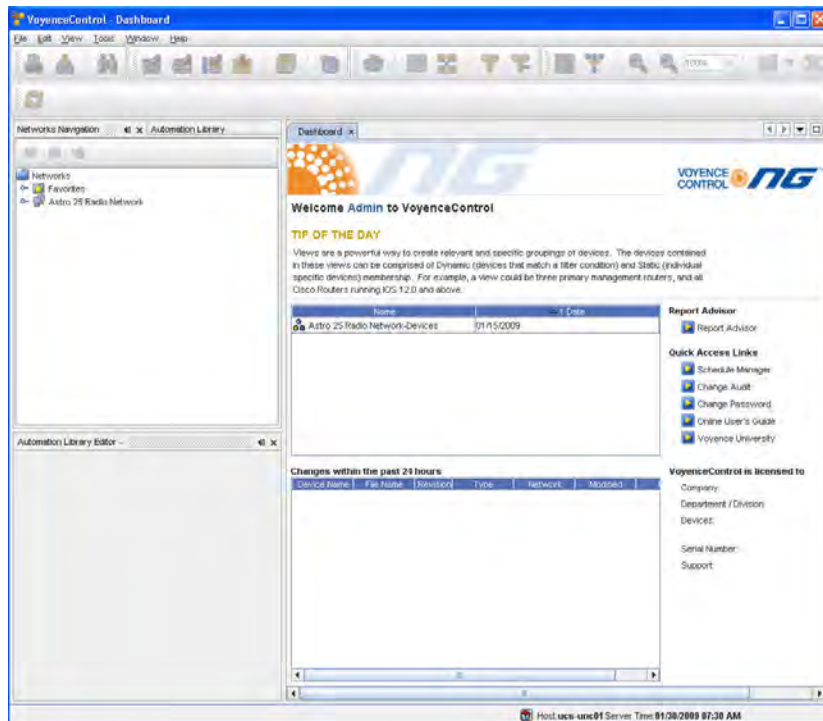 VoyenceControl - Dashboard
File Edit View Tools Window Help
100%
Networks Navigation
Automation Library
Networks
Favorites
Astro 25 Radio Network
Automation Library Editor -
Dashboard
NG
VOYENCE CONTROL NG
Welcome Admin to VoyenceControl
TIP OF THE DAY
Views are a powerful way to create relevant and specific groupings of devices. The devices contained
in these views can be comprised of Dynamic (devices that match a filter condition) and Static (individual
specific devices) membership. For example, a view could be three primary management routers, and all
Cisco Routers running IOS 12.0 and above.
Name 1 Date
Astro 25 Radio Network-Devices 01/15/2009
Report Advisor
Report Advisor
Quick Access Links
Schedule Manager
Change Audit
Change Password
Online User's Guide
Voyence University
Changes within the past 24 hours
Device Name File Name Revision Type Network Modified
VoyenceControl is licensed to
Company:
Department / Division
Devices:
Serial Number:
Support:
Host:ucs-unc01 Server Time:01/30/2009 07:30 AM